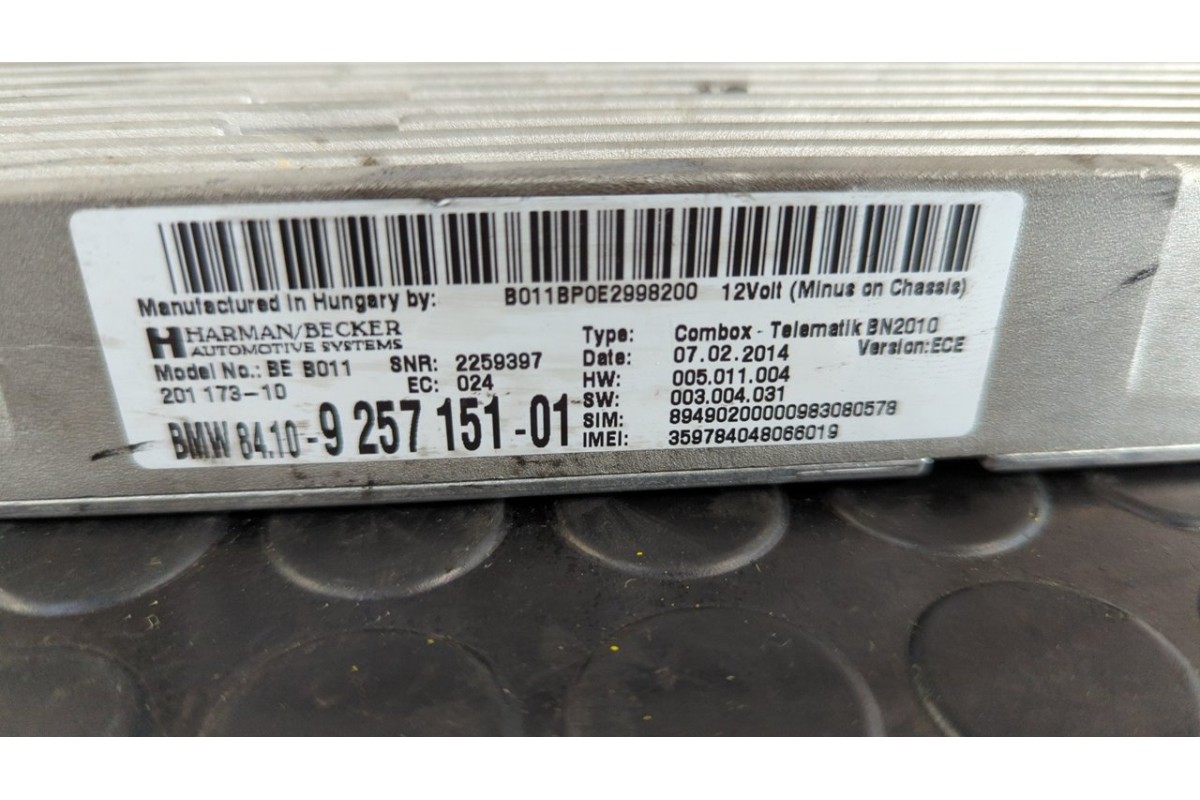 Manufactured in Hungary by: B011BP0E2998200 12Volt (Minus on Chassis)
HARMAN/BECKER
AUTOMOTIVE SYSTEMS
Model No.: BE B011 SNR: 2259397
201 173-10 EC: 024
BMW 84.10-9 257 151-01
Type: Combox - Telematik BN2010
Date: 07.02.2014 Version:ECE
HW: 005.011.004
SW: 003.004.031
SIM: 89490200000983080578
IMEI: 359784048066019